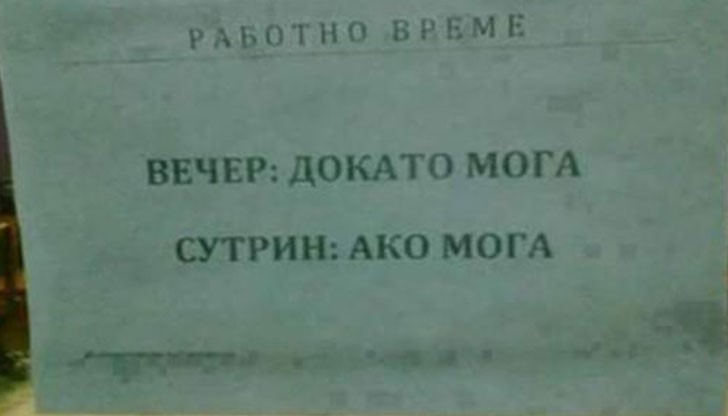 РАБОТНО ВРЕМЕ
ВЕЧЕР: ДОКАТО МОГА
СУТРИН: АКО МОГА